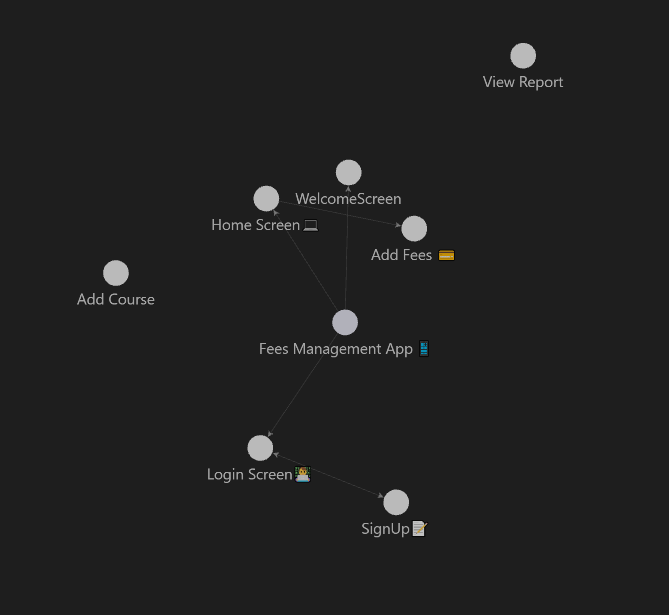 View Report
WelcomeScreen
Home Screen 💻
Add Fees 💳
Add Course
Fees Management App 📱
Login Screen 👨‍💻
SignUp 📝